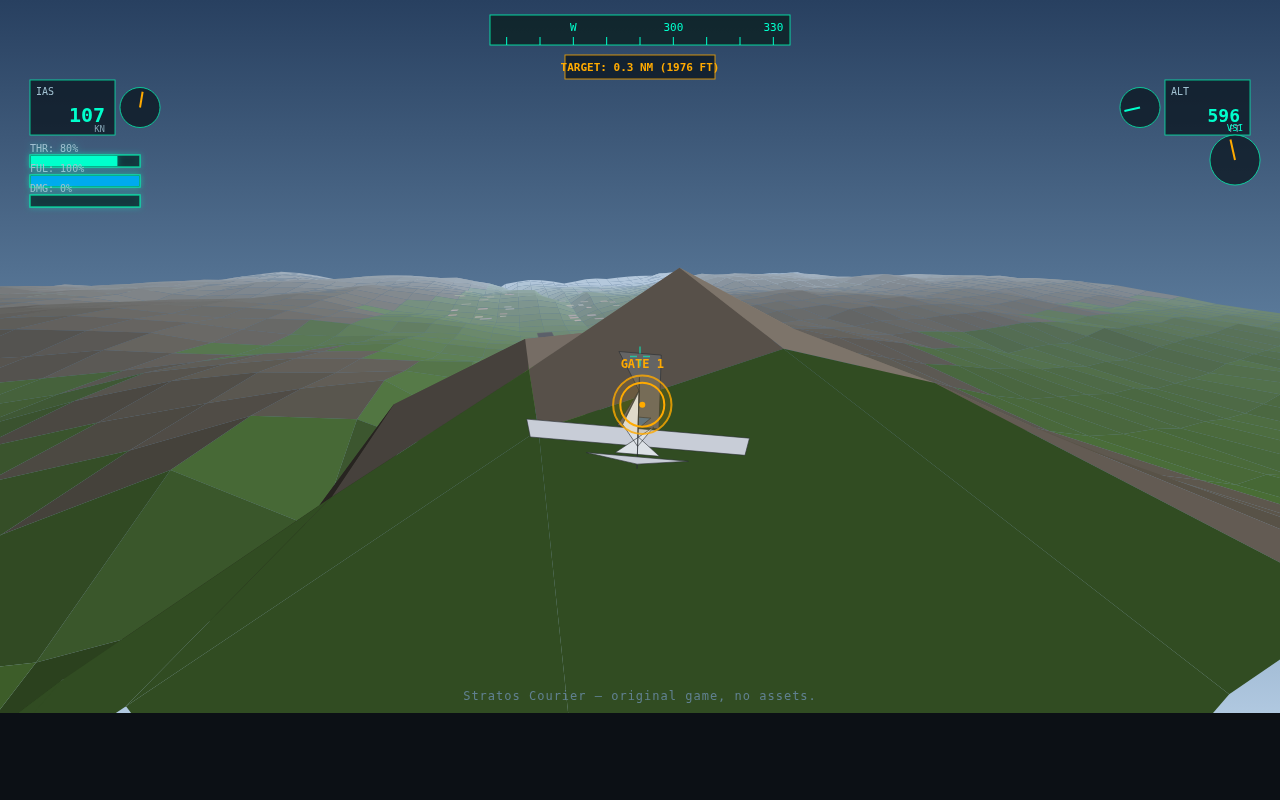 W 300 330
TARGET: 0.3 NM (1976 FT)
IAS
107
KN
THR: 80%
FUL: 100%
DMG: 0%
ALT
596
VSI
GATE 1
Stratos Courier — original game, no assets.